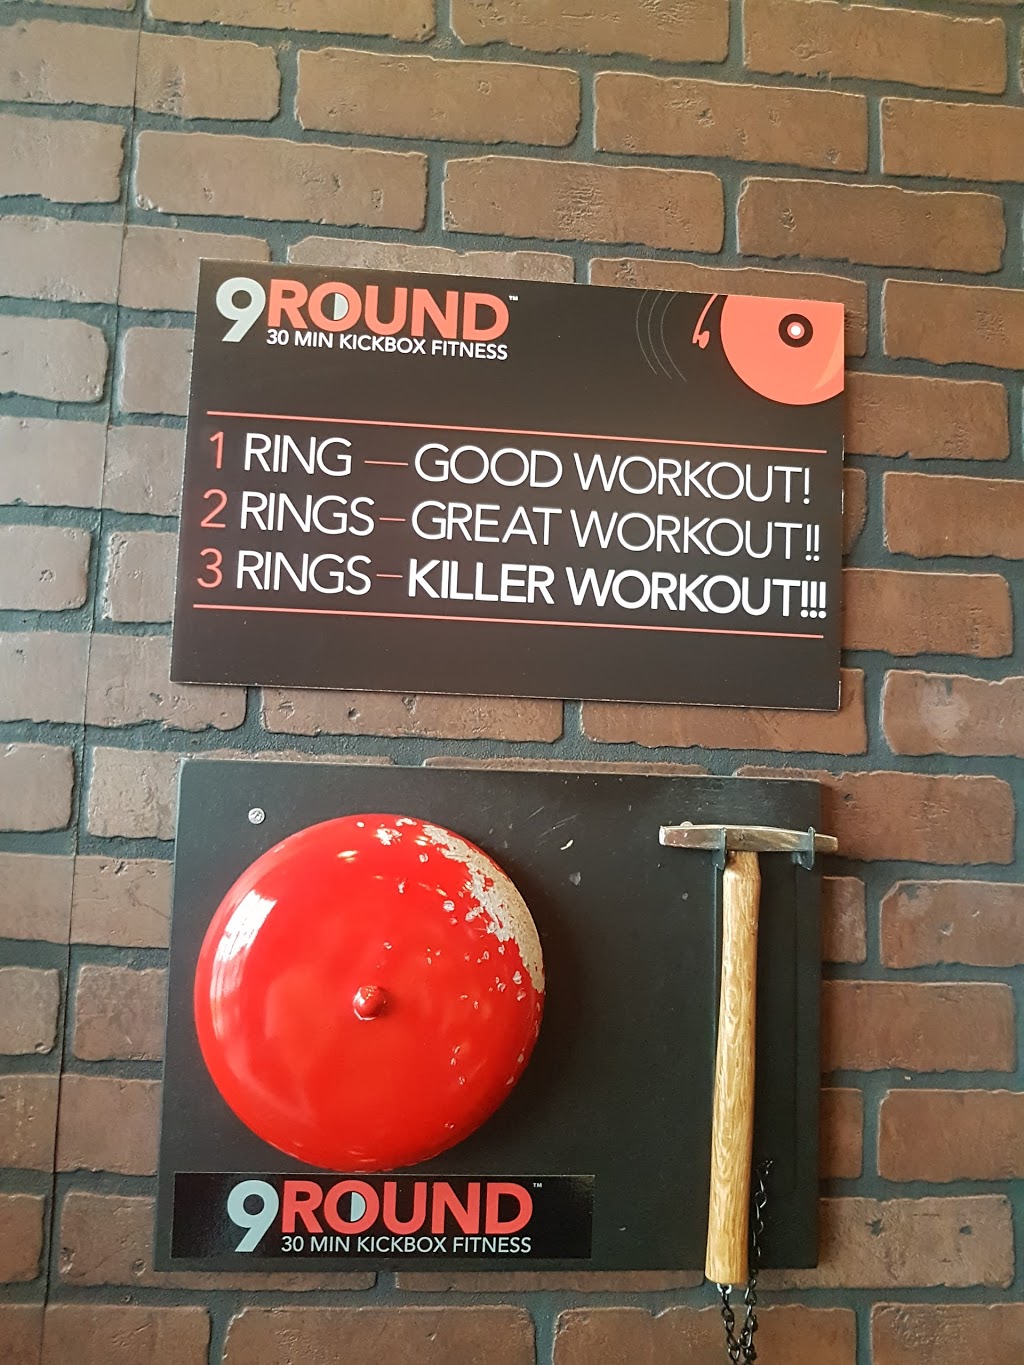 9ROUND™
30 MIN KICKBOX FITNESS
1 RING — GOOD WORKOUT!
2 RINGS – GREAT WORKOUT!!
3 RINGS – KILLER WORKOUT!!!
9ROUND™
30 MIN KICKBOX FITNESS